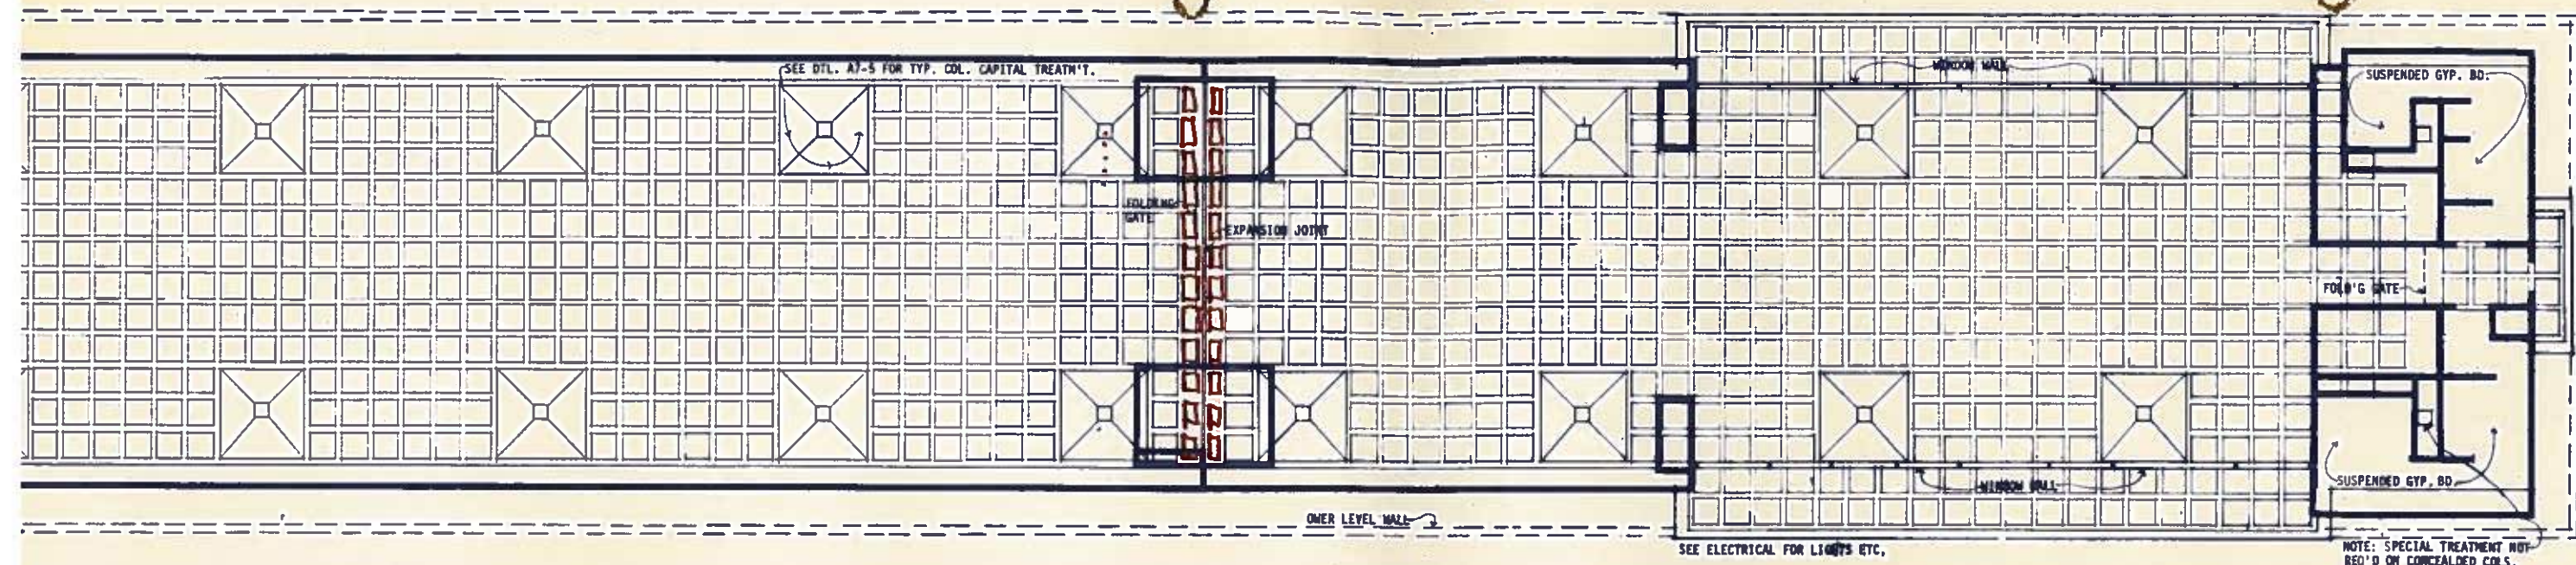 SEE DTL. A7-5 FOR TYP. COL. CAPITAL TREATM'T.
WINDOW WALL
SUSPENDED GYP. BD.
FOLDING
GATE
EXPANSION JOINT
FOLD'G GATE
SUSPENDED GYP. BD.
WINDOW WALL
OWER LEVEL WALL
SEE ELECTRICAL FOR LIGHTS ETC.
NOTE: SPECIAL TREATMENT NOT
REQ'D ON CONCEALDED COLS.